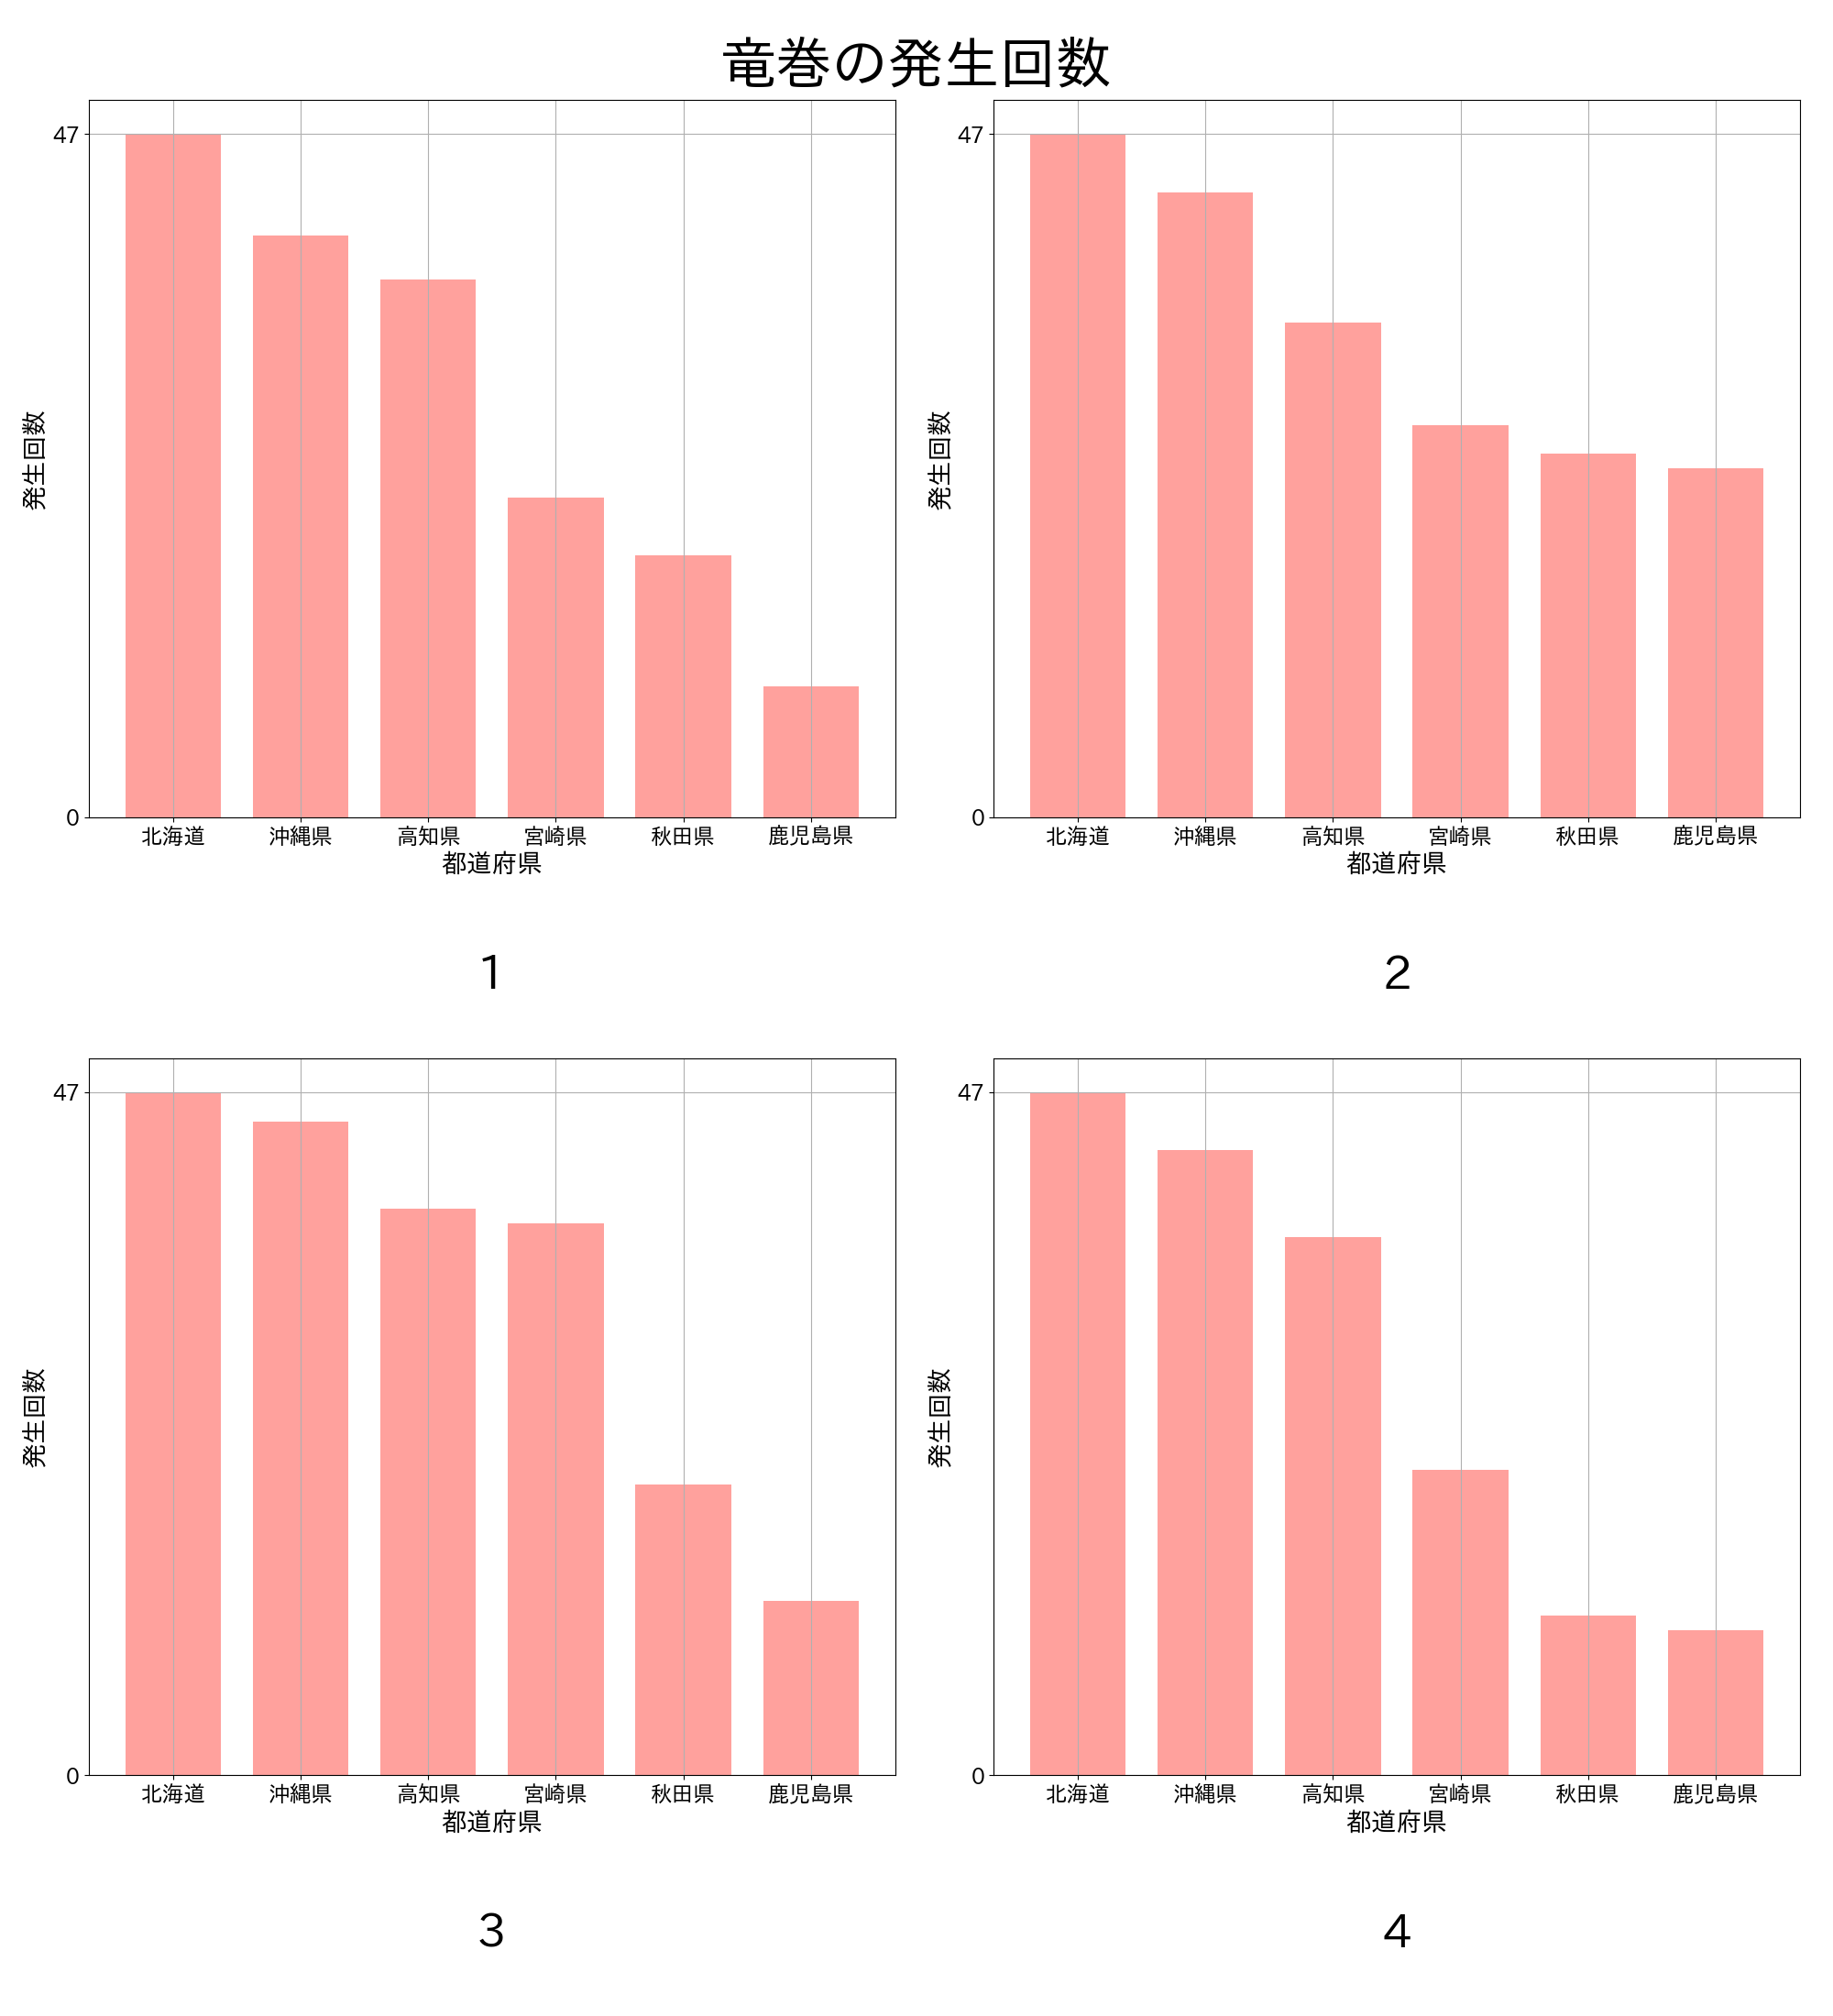 竜巻の発生回数
47
0
発生回数
北海道 沖縄県 高知県 宮崎県 秋田県 鹿児島県
都道府県
1
47
0
発生回数
北海道 沖縄県 高知県 宮崎県 秋田県 鹿児島県
都道府県
2
47
0
発生回数
北海道 沖縄県 高知県 宮崎県 秋田県 鹿児島県
都道府県
3
47
0
発生回数
北海道 沖縄県 高知県 宮崎県 秋田県 鹿児島県
都道府県
4